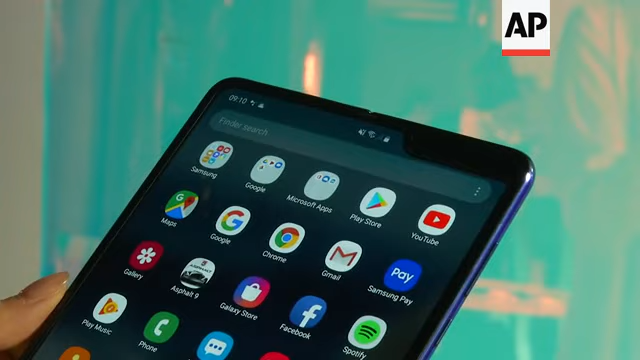 AP
09:10
Finder search
Samsung
Google
Microsoft Apps
Play Store
YouTube
Maps
Google
Chrome
Gmail
pay
Samsung Pay
Gallery
Asphalt 9
Galaxy Store
Facebook
Spotify
Play Music
Phone